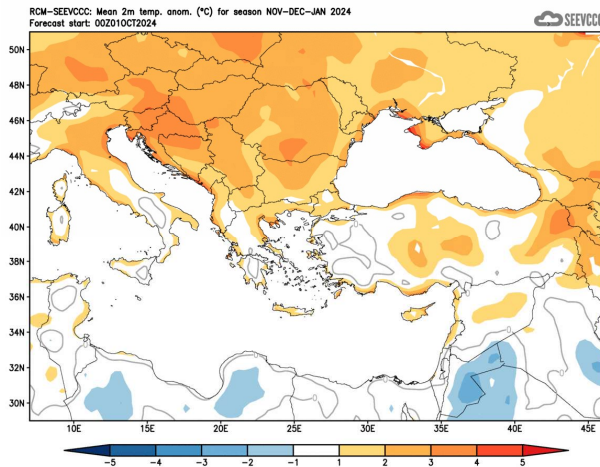 RCM-SEEVCCC: Mean 2m temp. anom. (°C) for season NOV-DEC-JAN 2024
Forecast start: 00Z01OCT2024
SEEVCCC
50N
48N
46N
44N
42N
40N
38N
36N
34N
32N
30N
10E 15E 20E 25E 30E 35E 40E 45E
-5 -4 -3 -2 -1 1 2 3 4 5